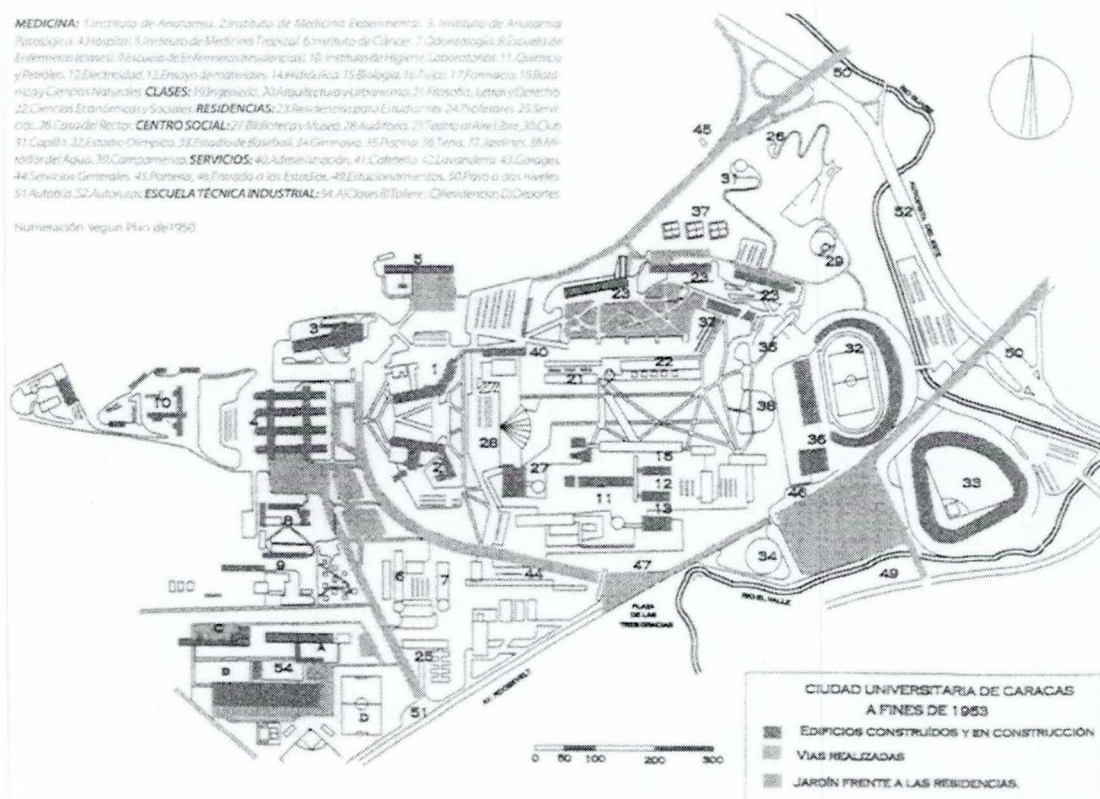 MEDICINA: 1.Instituto de Anatomía. 2.Instituto de Medicina Experimental. 3. Instituto de Anatomía
Patológica. 4.Hospital. 5.Instituto de Medicina Tropical. 6.Instituto de Cáncer. 7.Odontología. 8.Escuela de
Enfermeras (clases). 9.Escuela de Enfermeras (residencias). 10. Instituto de Higiene. Laboratorios. 11. Química
y Petróleo. 12.Electricidad. 13.Ensayo de materiales. 14.Hidráulica. 15.Biología. 16.Física. 17.Farmacia. 18.Botá-
nica y Ciencias Naturales. CLASES: 19.Ingeniería. 20.Arquitectura y Urbanismo. 21.Filosofía, Letras y Derecho.
22.Ciencias Económicas y Sociales. RESIDENCIAS: 23.Residencias para Estudiantes. 24.Profesores. 25.Servi-
cios. 26.Casa del Rector. CENTRO SOCIAL: 27.Biblioteca y Museo. 28.Auditorio. 29.Teatro al Aire Libre. 30.Club
31.Capilla. 32.Estadio Olímpico. 33.Estadio de Baseball. 34.Gimnasio. 35.Piscina. 36.Tenis. 37.Jardines. 38.Mi-
rador del Agua. 39.Campamento. SERVICIOS: 40.Administración. 41.Cafetería. 42.Lavandería. 43.Garages.
44.Servicios Generales. 45.Portería. 46.Entrada a los Estadios. 49.Estacionamientos. 50.Paso a dos niveles
51.Autobús. 52.Autopistas. ESCUELA TÉCNICA INDUSTRIAL: 54.A)Clases B)Talleres C)Residencias D)Deportes.
Numeración según Plan de 1950.
50
45
26
31
37
52
AUTOPISTA DEL ESTE
29
23
23
23
3
37
35
32
50
40
1
22
21
10
4
38
28
36
2
27
16
11
12
33
13
46
8
34
9
6
7
44
47
49
PLAZA
DE LAS
TRES GRACIAS
RIO EL VALLE
C
A
B
54
25
D
51
AV. ROOSEVELT
0 50 100 200 300
CIUDAD UNIVERSITARIA DE CARACAS
A FINES DE 1953
EDIFICIOS CONSTRUÍDOS Y EN CONSTRUCCIÓN
VIAS REALIZADAS
JARDÍN FRENTE A LAS RESIDENCIAS.